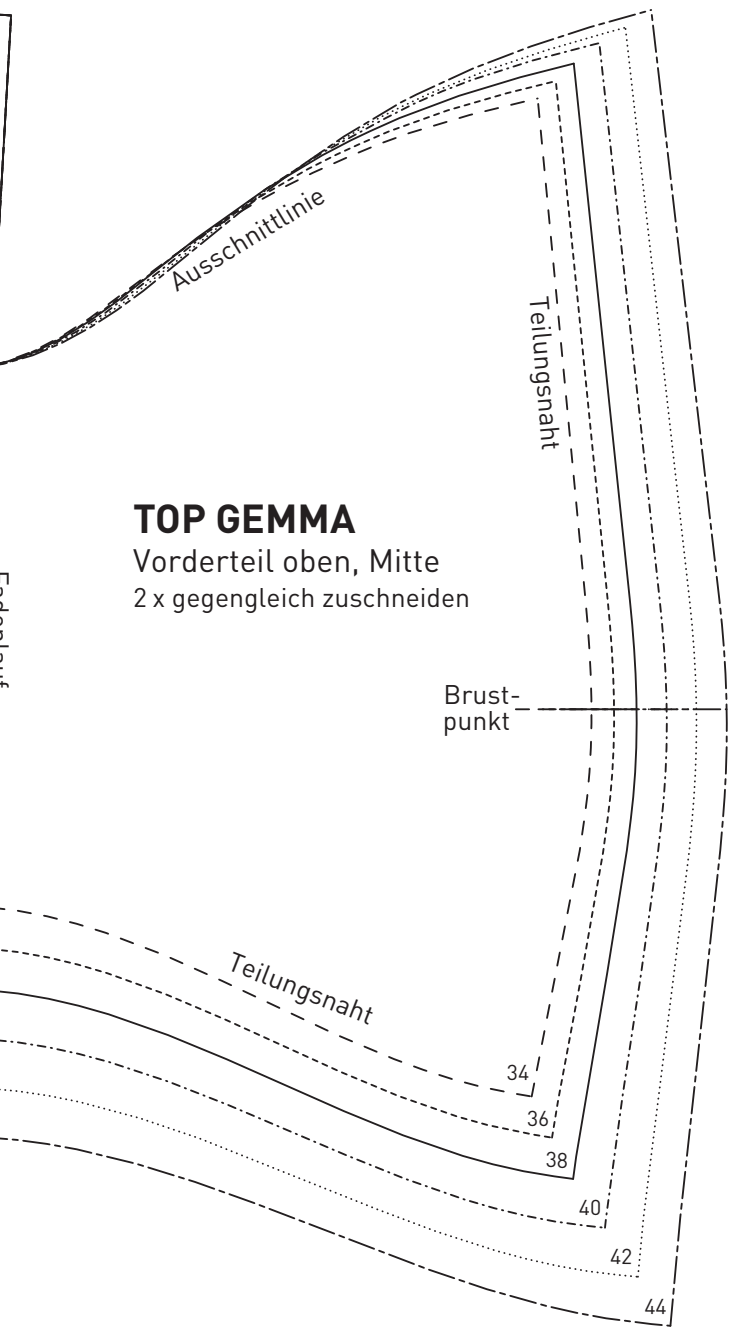 Ausschnittlinie
Teilungsnaht
TOP GEMMA
Vorderteil oben, Mitte
2 x gegengleich zuschneiden
Brust-
punkt
Teilungsnaht
34
36
38
40
42
44